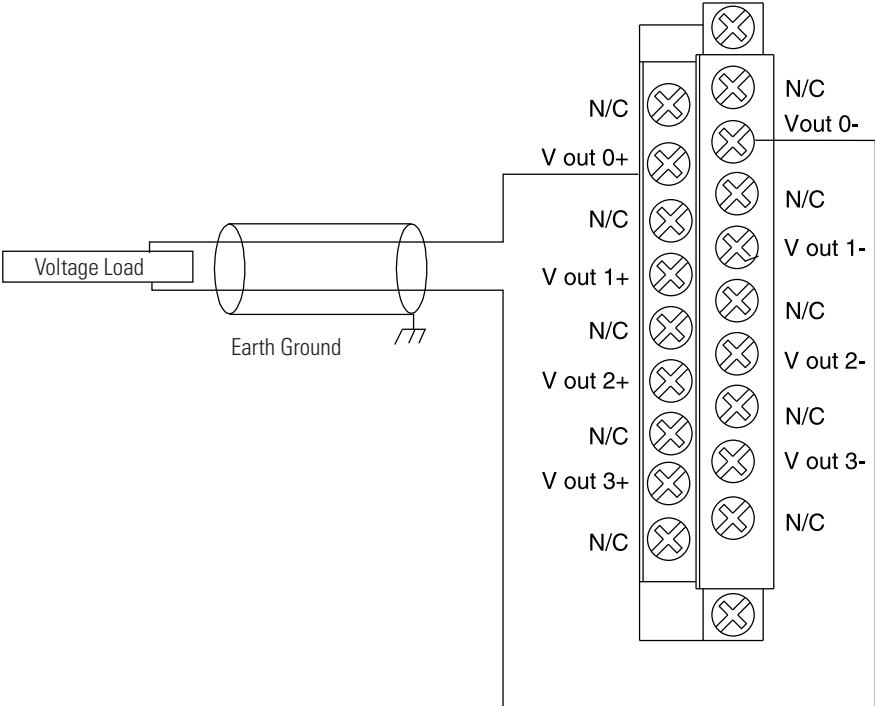 N/C
V out 0+
N/C
V out 1+
N/C
V out 2+
N/C
V out 3+
N/C
N/C
Vout 0-
N/C
V out 1-
N/C
V out 2-
N/C
V out 3-
N/C
Voltage Load
Earth Ground